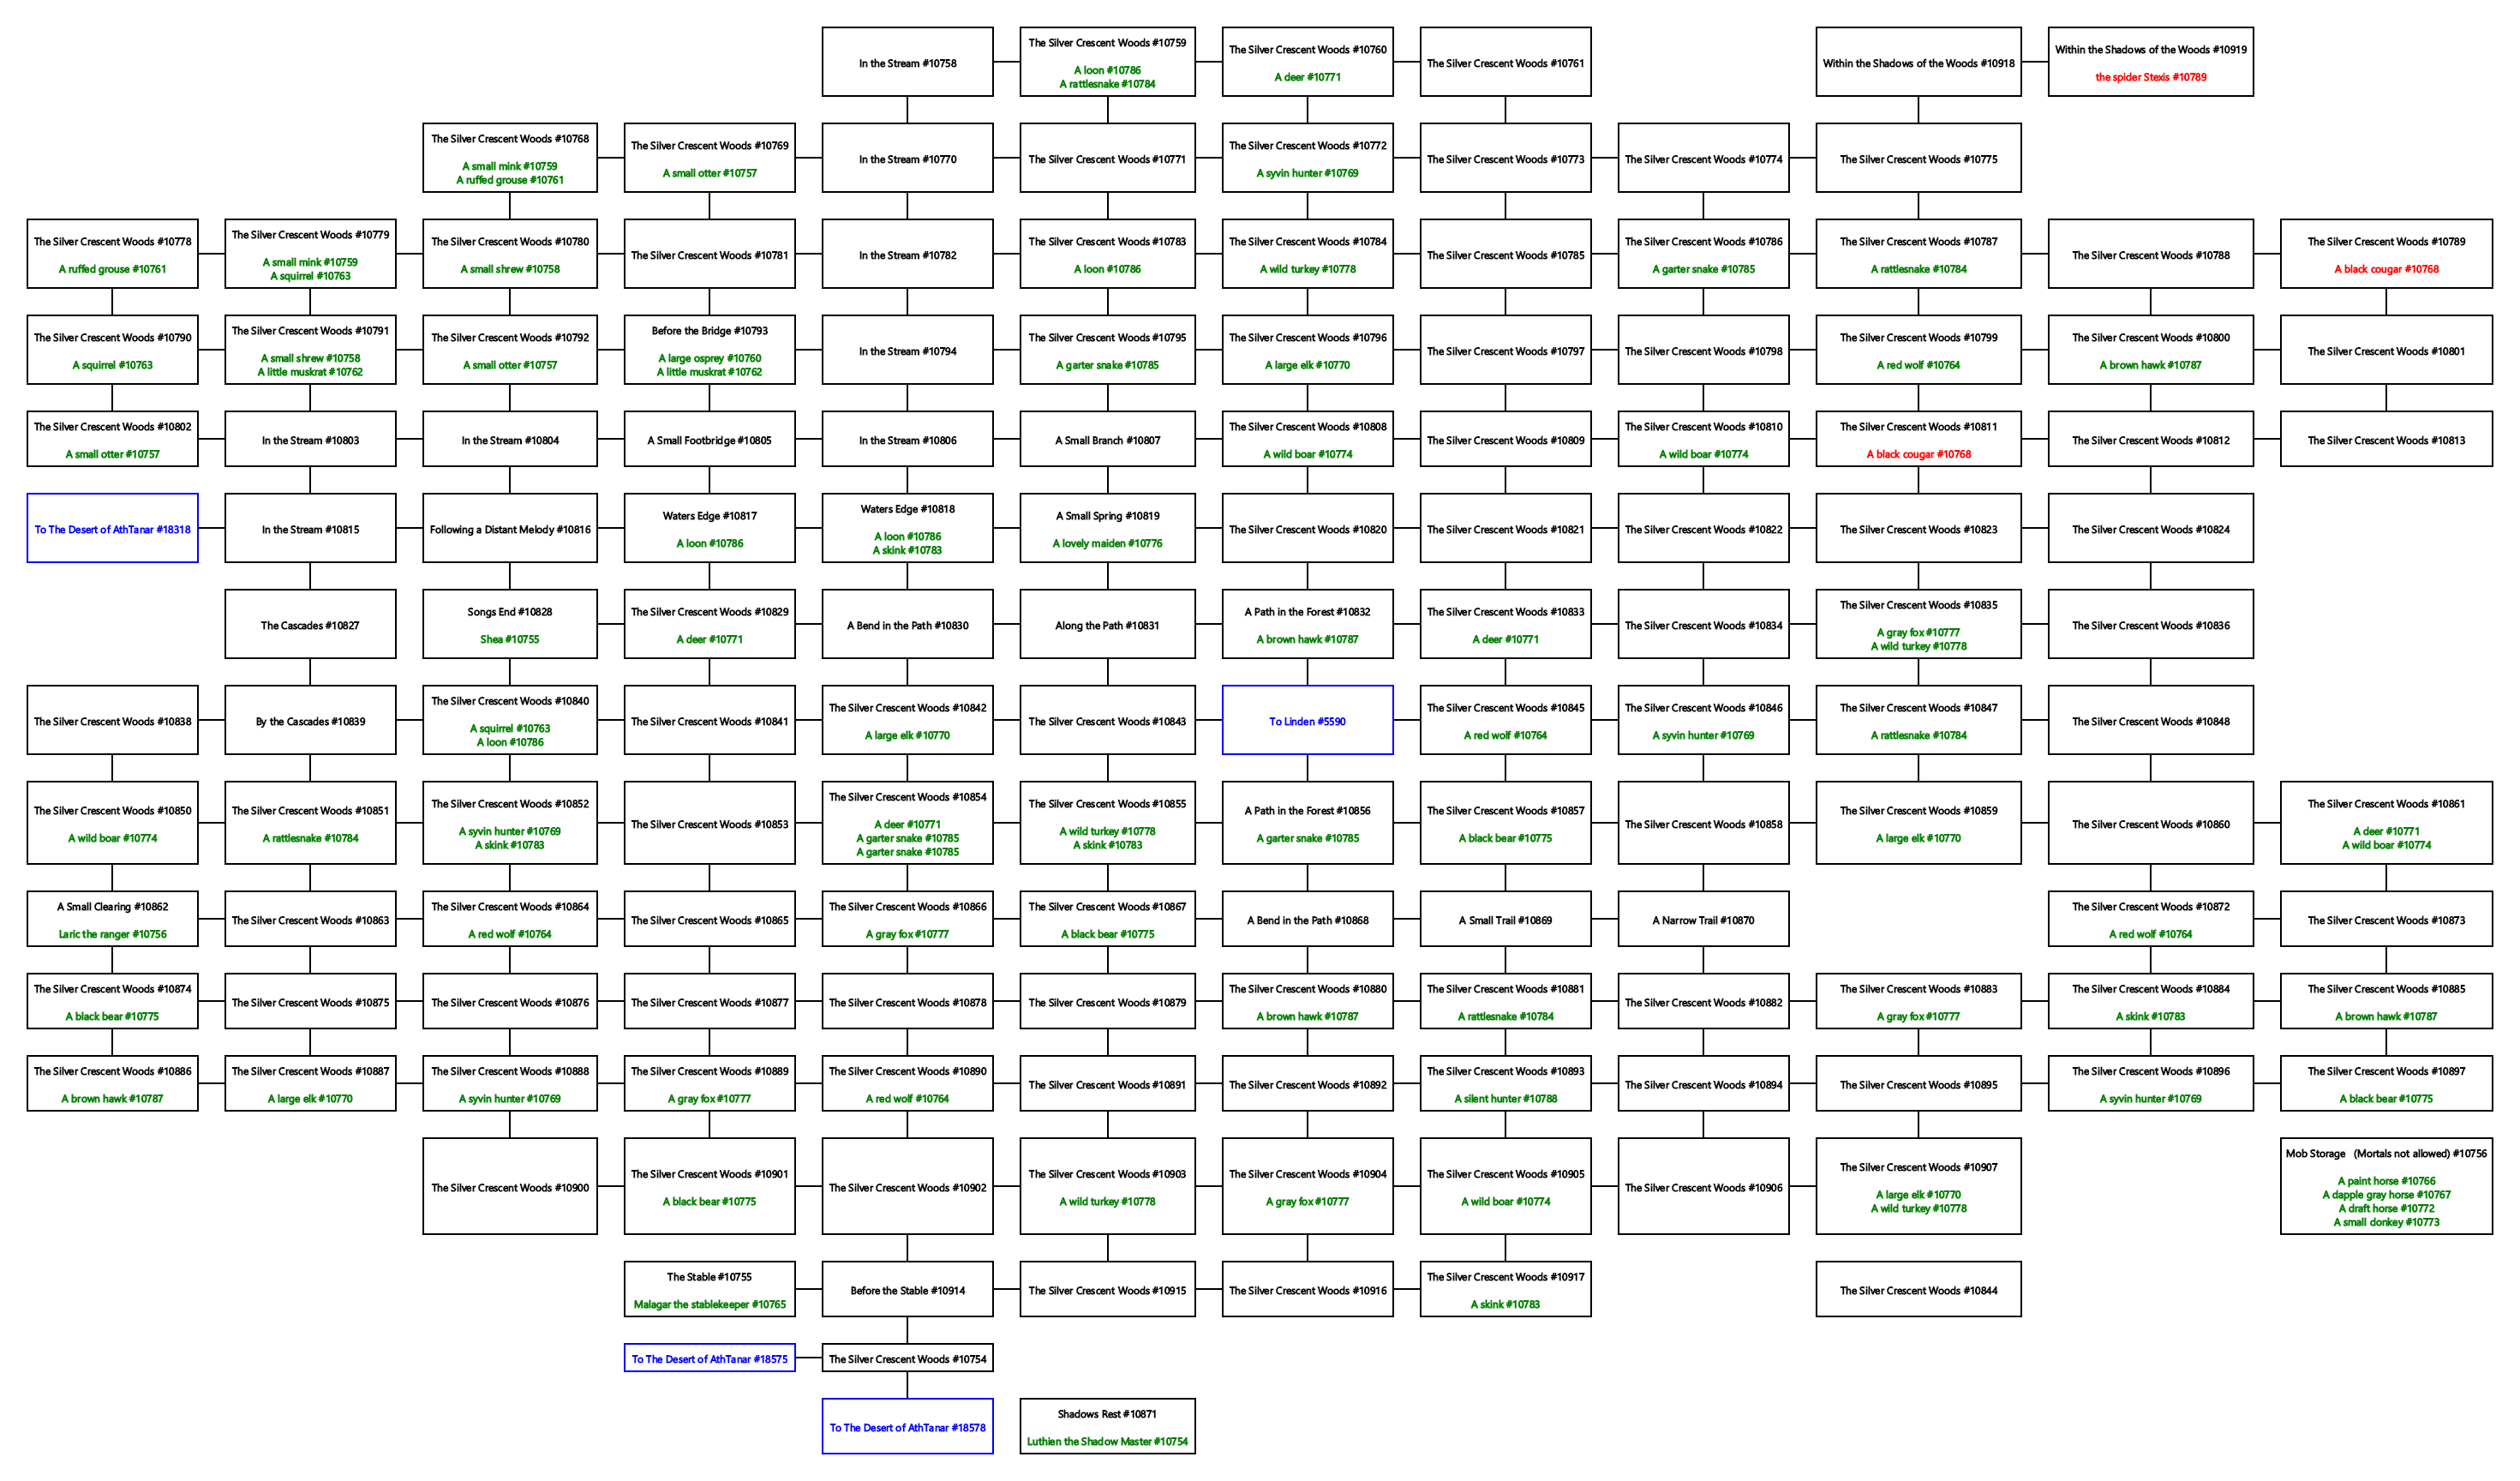 In the Stream #10758
The Silver Crescent Woods #10759
A loon #10786
A rattlesnake #10784
The Silver Crescent Woods #10760
A deer #10771
The Silver Crescent Woods #10761
Within the Shadows of the Woods #10918
Within the Shadows of the Woods #10919
the spider Stexis #10789
The Silver Crescent Woods #10768
A small mink #10759
A ruffed grouse #10761
The Silver Crescent Woods #10769
A small otter #10757
In the Stream #10770
The Silver Crescent Woods #10771
The Silver Crescent Woods #10772
A syvin hunter #10769
The Silver Crescent Woods #10773
The Silver Crescent Woods #10774
The Silver Crescent Woods #10775
The Silver Crescent Woods #10778
A ruffed grouse #10761
The Silver Crescent Woods #10779
A small mink #10759
A squirrel #10763
The Silver Crescent Woods #10780
A small shrew #10758
The Silver Crescent Woods #10781
In the Stream #10782
The Silver Crescent Woods #10783
A loon #10786
The Silver Crescent Woods #10784
A wild turkey #10778
The Silver Crescent Woods #10785
The Silver Crescent Woods #10786
A garter snake #10785
The Silver Crescent Woods #10787
A rattlesnake #10784
The Silver Crescent Woods #10788
The Silver Crescent Woods #10789
A black cougar #10768
The Silver Crescent Woods #10790
A squirrel #10763
The Silver Crescent Woods #10791
A small shrew #10758
A little muskrat #10762
The Silver Crescent Woods #10792
A small otter #10757
Before the Bridge #10793
A large osprey #10760
A little muskrat #10762
In the Stream #10794
The Silver Crescent Woods #10795
A garter snake #10785
The Silver Crescent Woods #10796
A large elk #10770
The Silver Crescent Woods #10797
The Silver Crescent Woods #10798
The Silver Crescent Woods #10799
A red wolf #10764
The Silver Crescent Woods #10800
A brown hawk #10787
The Silver Crescent Woods #10801
The Silver Crescent Woods #10802
A small otter #10757
In the Stream #10803
In the Stream #10804
A Small Footbridge #10805
In the Stream #10806
A Small Branch #10807
The Silver Crescent Woods #10808
A wild boar #10774
The Silver Crescent Woods #10809
The Silver Crescent Woods #10810
A wild boar #10774
The Silver Crescent Woods #10811
A black cougar #10768
The Silver Crescent Woods #10812
The Silver Crescent Woods #10813
To The Desert of AthTanar #18318
In the Stream #10815
Following a Distant Melody #10816
Waters Edge #10817
A loon #10786
Waters Edge #10818
A loon #10786
A skink #10783
A Small Spring #10819
A lovely maiden #10776
The Silver Crescent Woods #10820
The Silver Crescent Woods #10821
The Silver Crescent Woods #10822
The Silver Crescent Woods #10823
The Silver Crescent Woods #10824
The Cascades #10827
Songs End #10828
Shea #10755
The Silver Crescent Woods #10829
A deer #10771
A Bend in the Path #10830
Along the Path #10831
A Path in the Forest #10832
A brown hawk #10787
The Silver Crescent Woods #10833
A deer #10771
The Silver Crescent Woods #10834
The Silver Crescent Woods #10835
A gray fox #10777
A wild turkey #10778
The Silver Crescent Woods #10836
The Silver Crescent Woods #10838
By the Cascades #10839
The Silver Crescent Woods #10840
A squirrel #10763
A loon #10786
The Silver Crescent Woods #10841
The Silver Crescent Woods #10842
A large elk #10770
The Silver Crescent Woods #10843
To Linden #5590
The Silver Crescent Woods #10845
A red wolf #10764
The Silver Crescent Woods #10846
A syvin hunter #10769
The Silver Crescent Woods #10847
A rattlesnake #10784
The Silver Crescent Woods #10848
The Silver Crescent Woods #10850
A wild boar #10774
The Silver Crescent Woods #10851
A rattlesnake #10784
The Silver Crescent Woods #10852
A syvin hunter #10769
A skink #10783
The Silver Crescent Woods #10853
The Silver Crescent Woods #10854
A deer #10771
A garter snake #10785
A garter snake #10785
The Silver Crescent Woods #10855
A wild turkey #10778
A skink #10783
A Path in the Forest #10856
A garter snake #10785
The Silver Crescent Woods #10857
A black bear #10775
The Silver Crescent Woods #10858
The Silver Crescent Woods #10859
A large elk #10770
The Silver Crescent Woods #10860
The Silver Crescent Woods #10861
A deer #10771
A wild boar #10774
A Small Clearing #10862
Laric the ranger #10756
The Silver Crescent Woods #10863
The Silver Crescent Woods #10864
A red wolf #10764
The Silver Crescent Woods #10865
The Silver Crescent Woods #10866
A gray fox #10777
The Silver Crescent Woods #10867
A black bear #10775
A Bend in the Path #10868
A Small Trail #10869
A Narrow Trail #10870
The Silver Crescent Woods #10872
A red wolf #10764
The Silver Crescent Woods #10873
The Silver Crescent Woods #10874
A black bear #10775
The Silver Crescent Woods #10875
The Silver Crescent Woods #10876
The Silver Crescent Woods #10877
The Silver Crescent Woods #10878
The Silver Crescent Woods #10879
The Silver Crescent Woods #10880
A brown hawk #10787
The Silver Crescent Woods #10881
A rattlesnake #10784
The Silver Crescent Woods #10882
The Silver Crescent Woods #10883
A gray fox #10777
The Silver Crescent Woods #10884
A skink #10783
The Silver Crescent Woods #10885
A brown hawk #10787
The Silver Crescent Woods #10886
A brown hawk #10787
The Silver Crescent Woods #10887
A large elk #10770
The Silver Crescent Woods #10888
A syvin hunter #10769
The Silver Crescent Woods #10889
A gray fox #10777
The Silver Crescent Woods #10890
A red wolf #10764
The Silver Crescent Woods #10891
The Silver Crescent Woods #10892
The Silver Crescent Woods #10893
A silent hunter #10788
The Silver Crescent Woods #10894
The Silver Crescent Woods #10895
The Silver Crescent Woods #10896
A syvin hunter #10769
The Silver Crescent Woods #10897
A black bear #10775
The Silver Crescent Woods #10900
The Silver Crescent Woods #10901
A black bear #10775
The Silver Crescent Woods #10902
The Silver Crescent Woods #10903
A wild turkey #10778
The Silver Crescent Woods #10904
A gray fox #10777
The Silver Crescent Woods #10905
A wild boar #10774
The Silver Crescent Woods #10906
The Silver Crescent Woods #10907
A large elk #10770
A wild turkey #10778
Mob Storage (Mortals not allowed) #10756
A paint horse #10766
A dapple gray horse #10767
A draft horse #10772
A small donkey #10773
The Stable #10755
Malagar the stablekeeper #10765
Before the Stable #10914
The Silver Crescent Woods #10915
The Silver Crescent Woods #10916
The Silver Crescent Woods #10917
A skink #10783
The Silver Crescent Woods #10844
To The Desert of AthTanar #18575
The Silver Crescent Woods #10754
To The Desert of AthTanar #18578
Shadows Rest #10871
Luthien the Shadow Master #10754